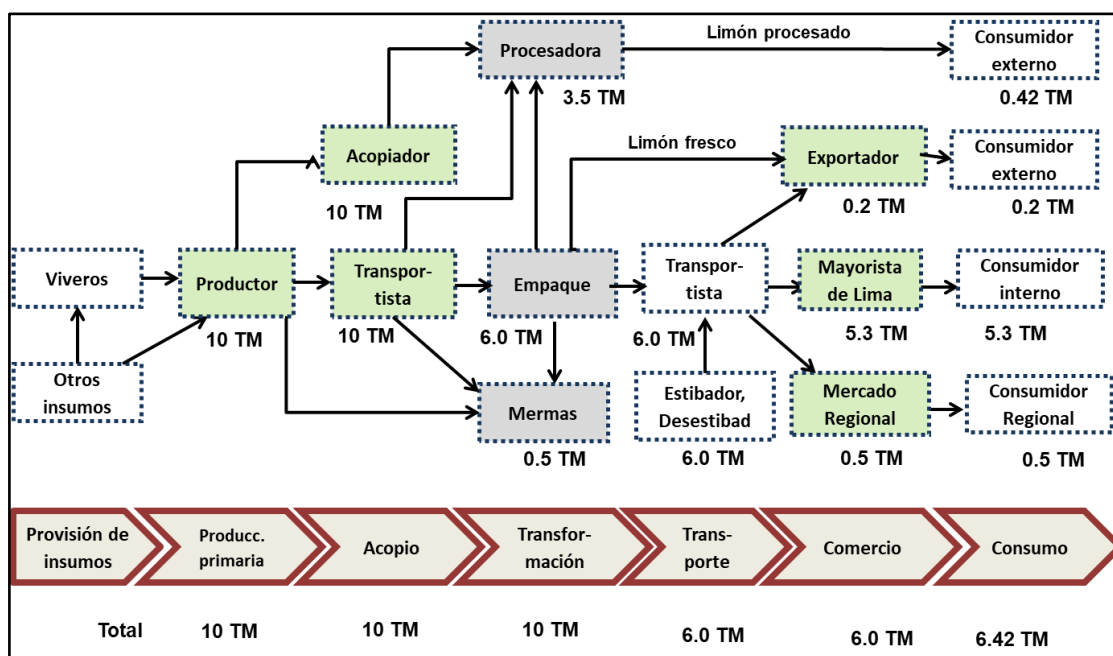 Procesadora
3.5 TM
Limón procesado
Consumidor
externo
0.42 TM
Acopiador
10 TM
Limón fresco
Exportador
0.2 TM
Consumidor
externo
0.2 TM
Viveros
Productor
10 TM
Transpor-
tista
10 TM
Empaque
6.0 TM
Transpor-
tista
6.0 TM
Mayorista
de Lima
5.3 TM
Consumidor
interno
5.3 TM
Otros
insumos
Mermas
0.5 TM
Estibador,
Desestibad
6.0 TM
Mercado
Regional
0.5 TM
Consumidor
Regional
0.5 TM
Provisión de
insumos
Producc.
primaria
Acopio
Transfor-
mación
Trans-
porte
Comercio
Consumo
Total
10 TM
10 TM
10 TM
6.0 TM
6.0 TM
6.42 TM